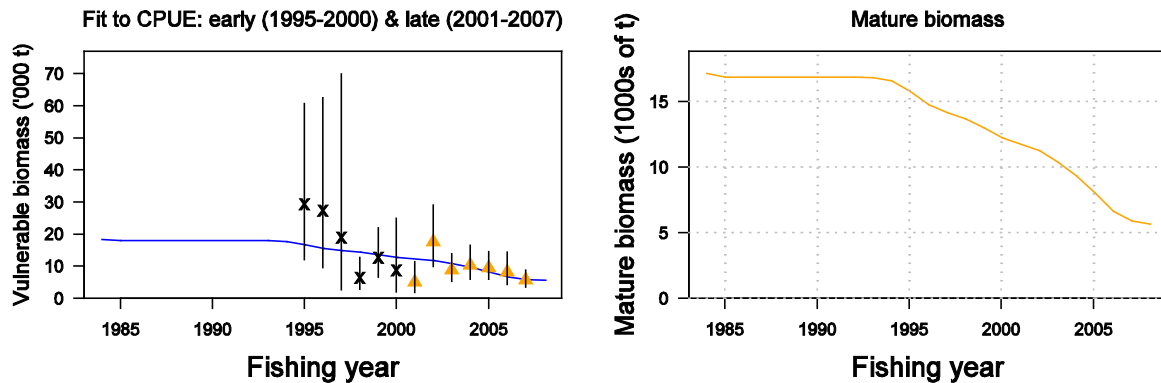 Fit to CPUE: early (1995-2000) & late (2001-2007)
Vulnerable biomass ('000 t)
70
60
50
40
30
20
10
0
1985 1990 1995 2000 2005
Fishing year
Mature biomass
Mature biomass (1000s of t)
15
10
5
0
1985 1990 1995 2000 2005
Fishing year